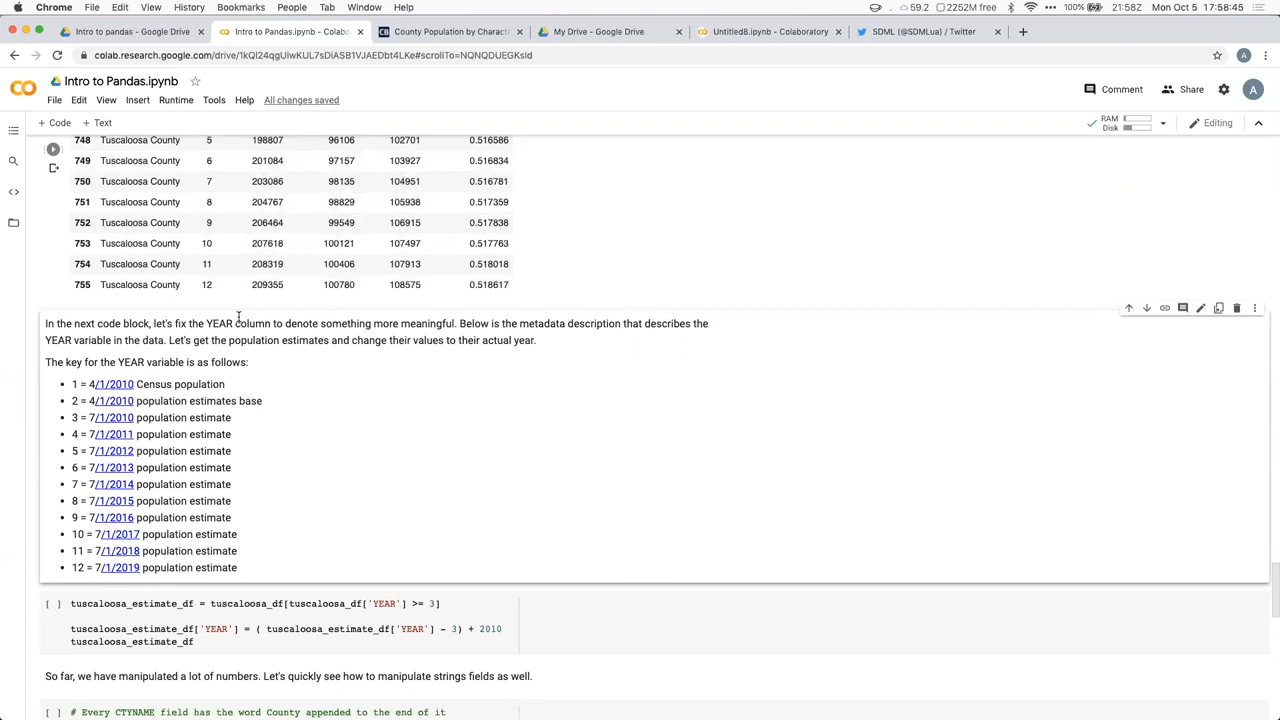 Chrome File Edit View History Bookmarks People Tab Window Help 59.2 2252M free 100% 21:58Z Mon Oct 5 17:58:45
Intro to pandas - Google Drive Intro to Pandas.ipynb - Colabo County Population by Characte My Drive - Google Drive Untitled8.ipynb - Colaboratory SDML (@SDMLua) / Twitter
colab.research.google.com/drive/1kQl24qgUiwKUL7sDiASB1VJAEDbt4LKe#scrollTo=NQNQDUEGKsld A
Intro to Pandas.ipynb
Comment Share A
File Edit View Insert Runtime Tools Help All changes saved
+ Code + Text RAM Disk Editing
748 Tuscaloosa County 5 198807 96106 102701 0.516586
749 Tuscaloosa County 6 201084 97157 103927 0.516834
750 Tuscaloosa County 7 203086 98135 104951 0.516781
751 Tuscaloosa County 8 204767 98829 105938 0.517359
752 Tuscaloosa County 9 206464 99549 106915 0.517838
753 Tuscaloosa County 10 207618 100121 107497 0.517763
754 Tuscaloosa County 11 208319 100406 107913 0.518018
755 Tuscaloosa County 12 209355 100780 108575 0.518617
In the next code block, let's fix the YEAR column to denote something more meaningful. Below is the metadata description that describes the
YEAR variable in the data. Let's get the population estimates and change their values to their actual year.
The key for the YEAR variable is as follows:
• 1 = 4/1/2010 Census population
• 2 = 4/1/2010 population estimates base
• 3 = 7/1/2010 population estimate
• 4 = 7/1/2011 population estimate
• 5 = 7/1/2012 population estimate
• 6 = 7/1/2013 population estimate
• 7 = 7/1/2014 population estimate
• 8 = 7/1/2015 population estimate
• 9 = 7/1/2016 population estimate
• 10 = 7/1/2017 population estimate
• 11 = 7/1/2018 population estimate
• 12 = 7/1/2019 population estimate
[ ] tuscaloosa_estimate_df = tuscaloosa_df[tuscaloosa_df['YEAR'] >= 3]
tuscaloosa_estimate_df['YEAR'] = ( tuscaloosa_estimate_df['YEAR'] - 3) + 2010
tuscaloosa_estimate_df
So far, we have manipulated a lot of numbers. Let's quickly see how to manipulate strings fields as well.
[ ] # Every CTYNAME field has the word County appended to the end of it